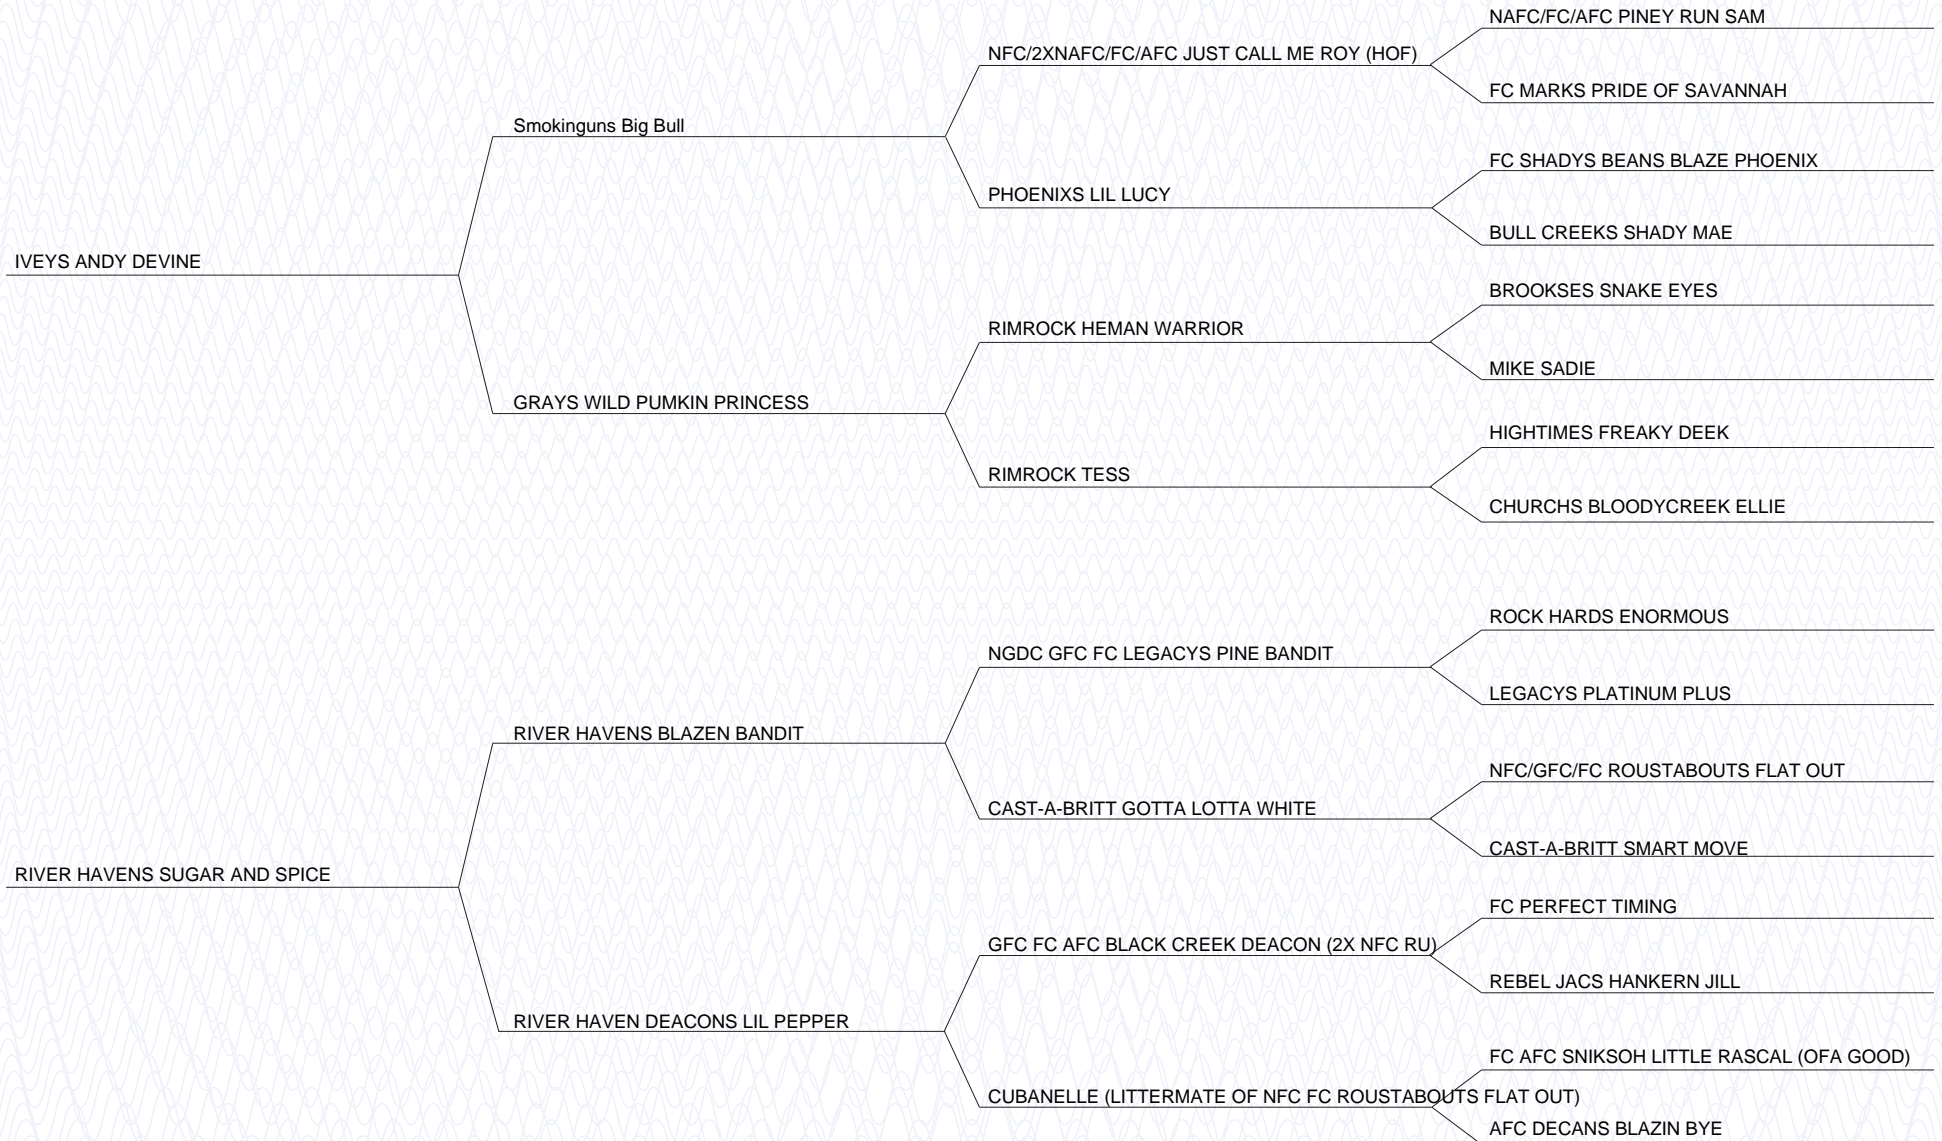 NAFC/FC/AFC PINEY RUN SAM
NFC/2XNAFC/FC/AFC JUST CALL ME ROY (HOF)
FC MARKS PRIDE OF SAVANNAH
Smokinguns Big Bull
FC SHADYS BEANS BLAZE PHOENIX
PHOENIXS LIL LUCY
BULL CREEKS SHADY MAE
IVEYS ANDY DEVINE
BROOKSES SNAKE EYES
RIMROCK HEMAN WARRIOR
MIKE SADIE
GRAYS WILD PUMKIN PRINCESS
HIGHTIMES FREAKY DEEK
RIMROCK TESS
CHURCHS BLOODYCREEK ELLIE
ROCK HARDS ENORMOUS
NGDC GFC FC LEGACYS PINE BANDIT
LEGACYS PLATINUM PLUS
RIVER HAVENS BLAZEN BANDIT
NFC/GFC/FC ROUSTABOUTS FLAT OUT
CAST-A-BRITT GOTTA LOTTA WHITE
CAST-A-BRITT SMART MOVE
RIVER HAVENS SUGAR AND SPICE
FC PERFECT TIMING
GFC FC AFC BLACK CREEK DEACON (2X NFC RU)
REBEL JACS HANKERN JILL
RIVER HAVEN DEACONS LIL PEPPER
FC AFC SNIKSOH LITTLE RASCAL (OFA GOOD)
CUBANELLE (LITTERMATE OF NFC FC ROUSTABOUTS FLAT OUT)
AFC DECANS BLAZIN BYE